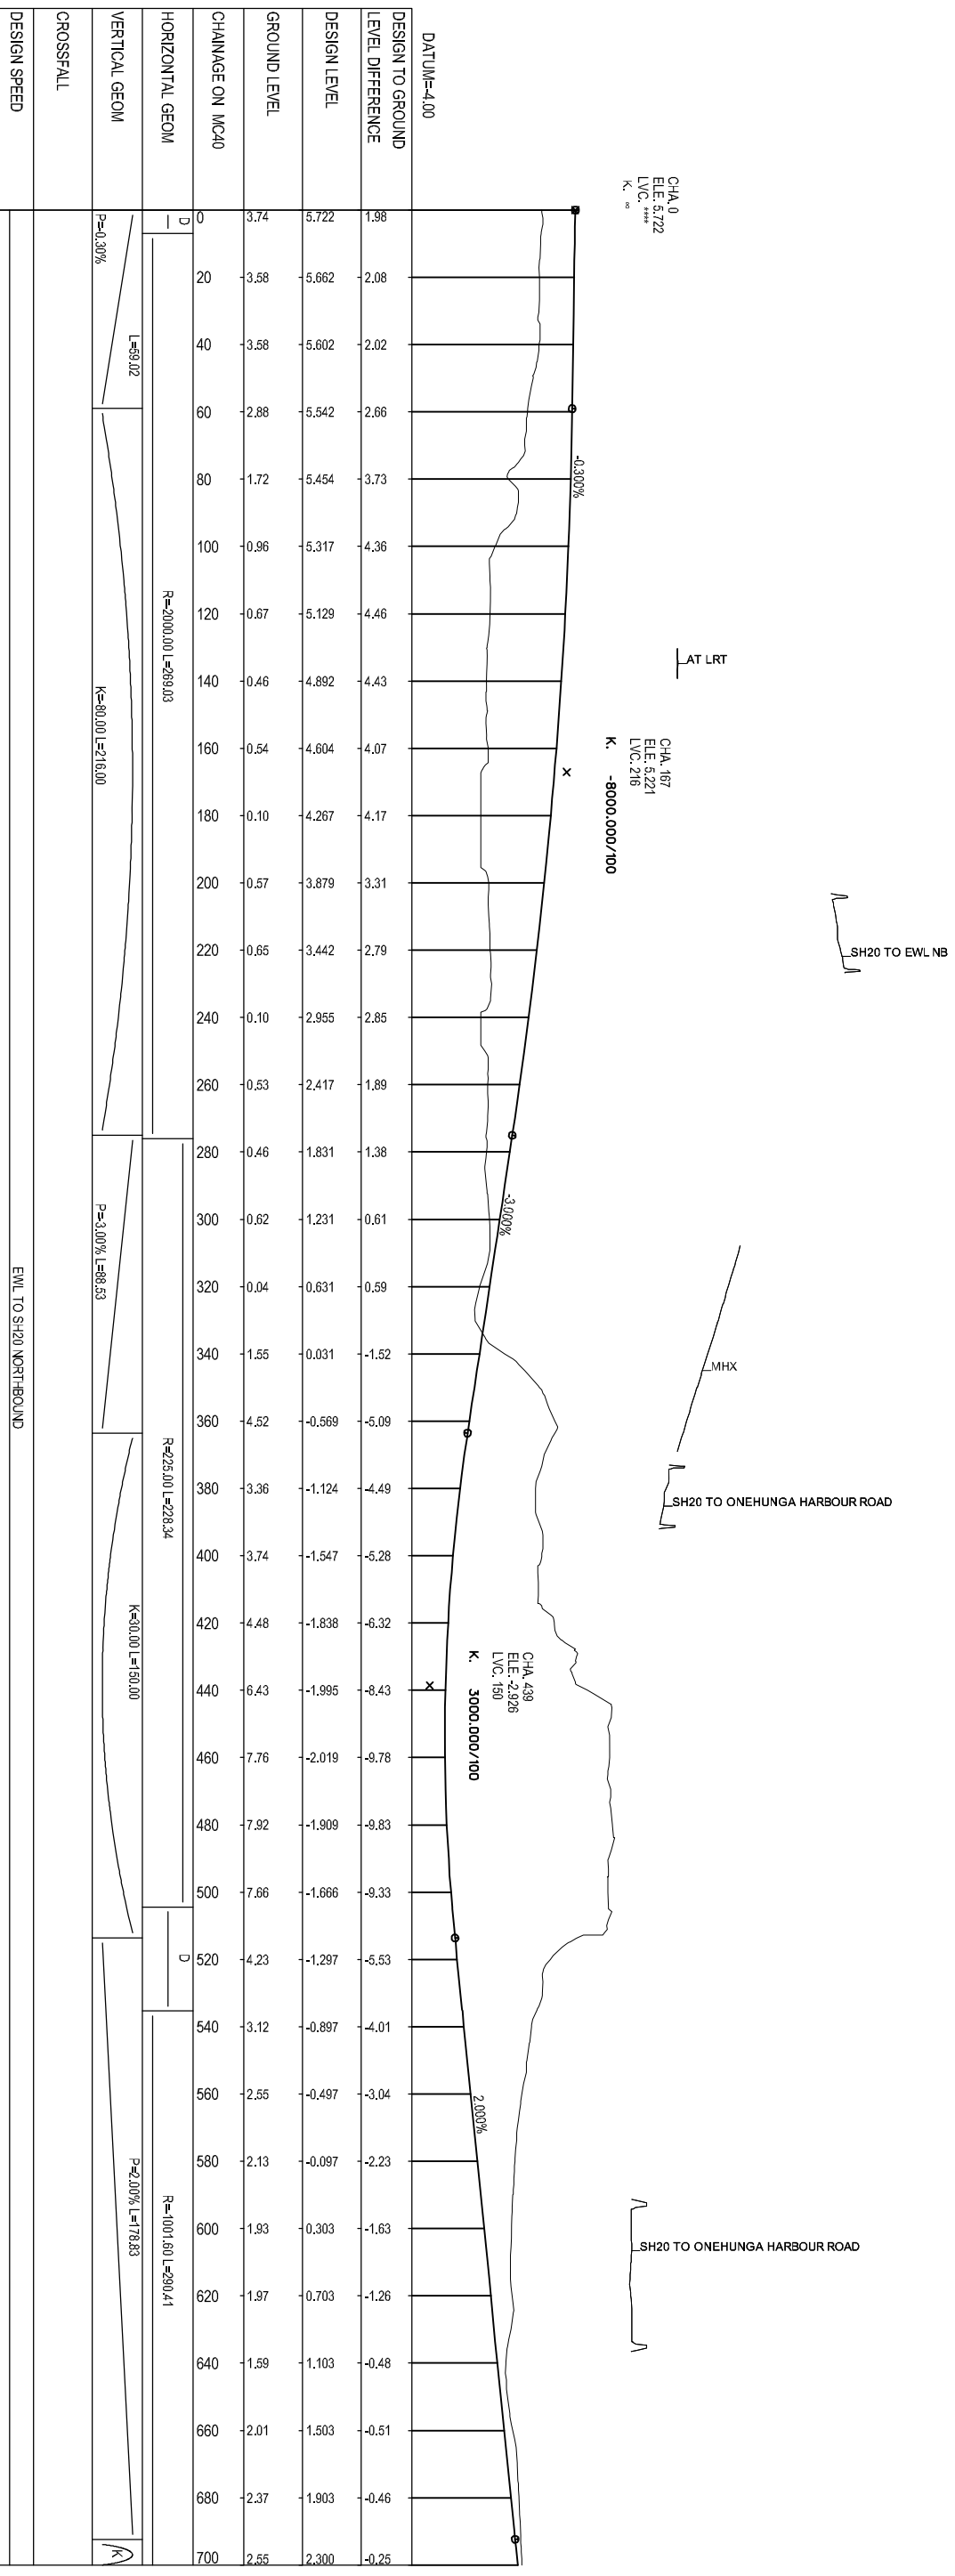 CHA. 0
ELE. 5.722
LVC. ****
K. ∞
AT LRT
CHA. 167
ELE. 5.221
LVC. 216
K. -8000.000/100
SH20 TO EWL NB
MHX
SH20 TO ONEHUNGA HARBOUR ROAD
CHA. 439
ELE. -2.926
LVC. 150
K. 3000.000/100
SH20 TO ONEHUNGA HARBOUR ROAD
-0.300%
-3.000%
2.000%
DATUM=-4.00
DESIGN TO GROUND
LEVEL DIFFERENCE 1.98 2.08 2.02 2.66 3.73 4.36 4.46 4.43 4.07 4.17 3.31 2.79 2.85 1.89 1.38 0.61 0.59 -1.52 -5.09 -4.49 -5.28 -6.32 -8.43 -9.78 -9.83 -9.33 -5.53 -4.01 -3.04 -2.23 -1.63 -1.26 -0.48 -0.51 -0.46 -0.25
DESIGN LEVEL 5.722 5.662 5.602 5.542 5.454 5.317 5.129 4.892 4.604 4.267 3.879 3.442 2.955 2.417 1.831 1.231 0.631 0.031 -0.569 -1.124 -1.547 -1.838 -1.995 -2.019 -1.909 -1.666 -1.297 -0.897 -0.497 -0.097 0.303 0.703 1.103 1.503 1.903 2.300
GROUND LEVEL 3.74 3.58 3.58 2.88 1.72 0.96 0.67 0.46 0.54 0.10 0.57 0.65 0.10 0.53 0.46 0.62 0.04 1.55 4.52 3.36 3.74 4.48 6.43 7.76 7.92 7.66 4.23 3.12 2.55 2.13 1.93 1.97 1.59 2.01 2.37 2.55
CHAINAGE ON MC40 0 20 40 60 80 100 120 140 160 180 200 220 240 260 280 300 320 340 360 380 400 420 440 460 480 500 520 540 560 580 600 620 640 660 680 700
HORIZONTAL GEOM D R=-2000.00 L=269.03 R=225.00 L=228.34 D R=-1001.60 L=290.41
VERTICAL GEOM P=-0.30% L=59.02 K=-80.00 L=216.00 P=-3.00% L=88.53 K=30.00 L=150.00 P=2.00% L=178.83 K
CROSSFALL
DESIGN SPEED
EWL TO SH20 NORTHBOUND